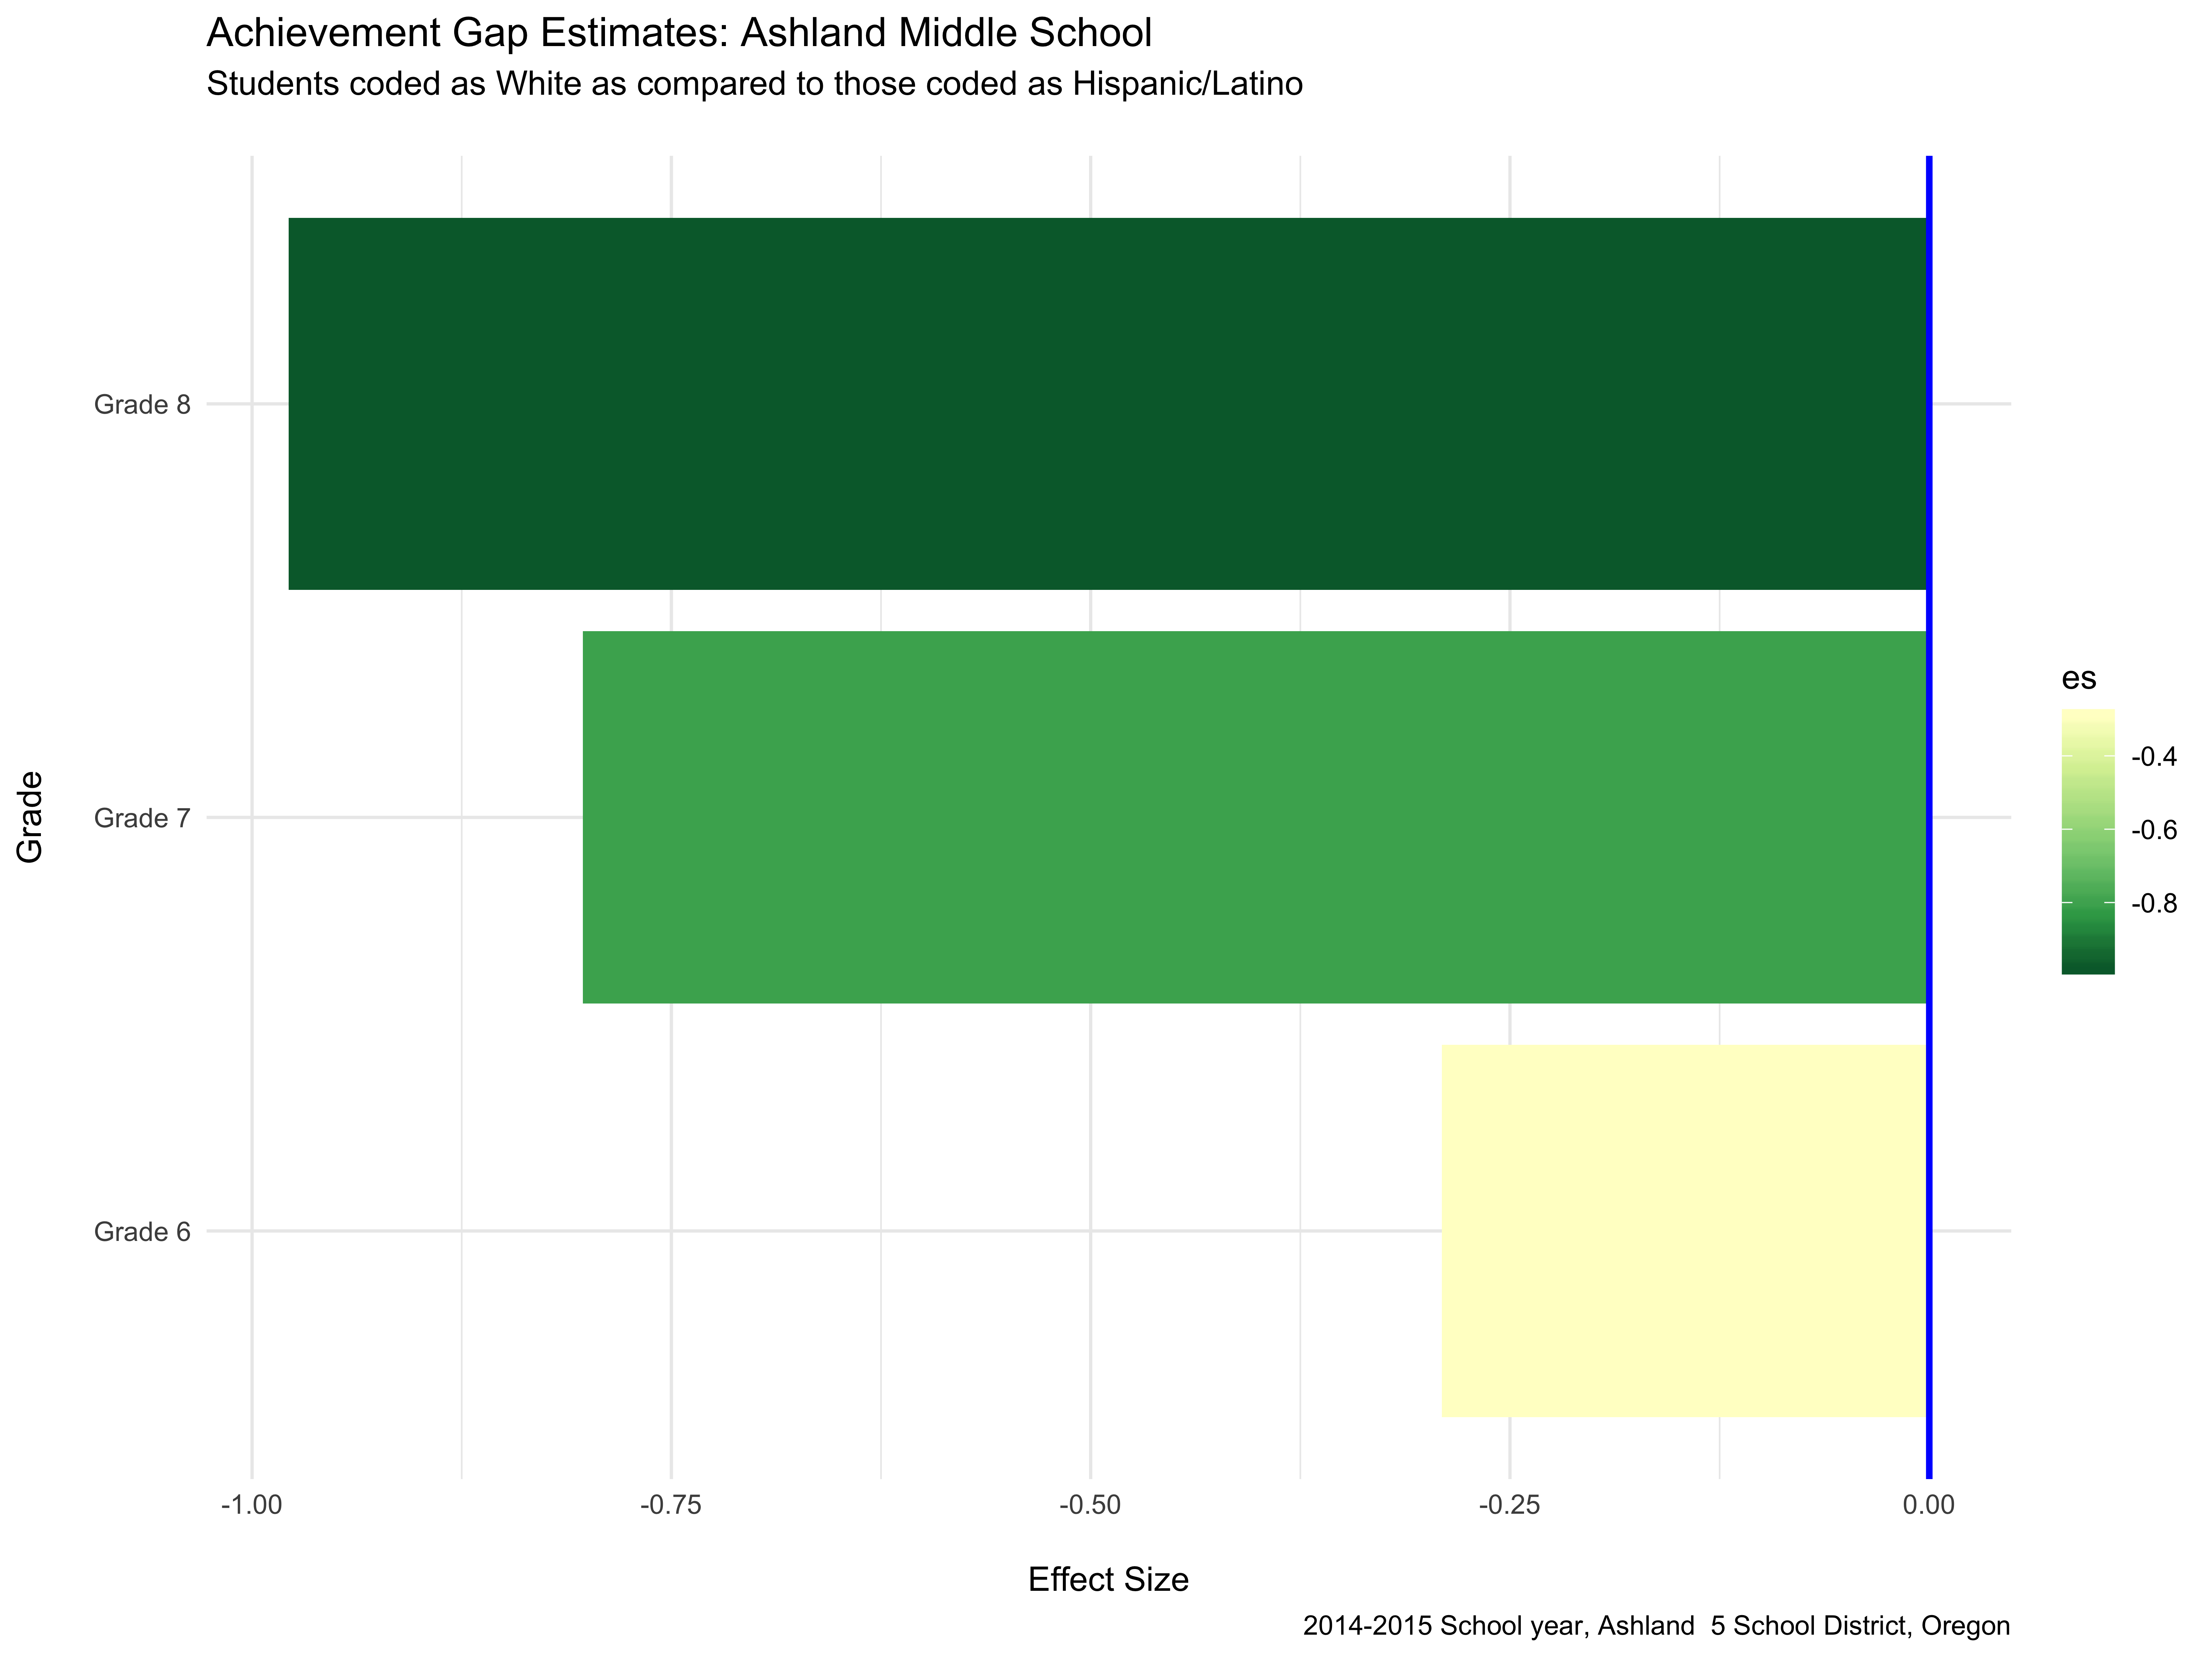 Achievement Gap Estimates: Ashland Middle School
Students coded as White as compared to those coded as Hispanic/Latino
Grade 8
Grade 7
Grade 6
Grade
es
-0.4
-0.6
-0.8
-1.00
-0.75
-0.50
-0.25
0.00
Effect Size
2014-2015 School year, Ashland  5 School District, Oregon